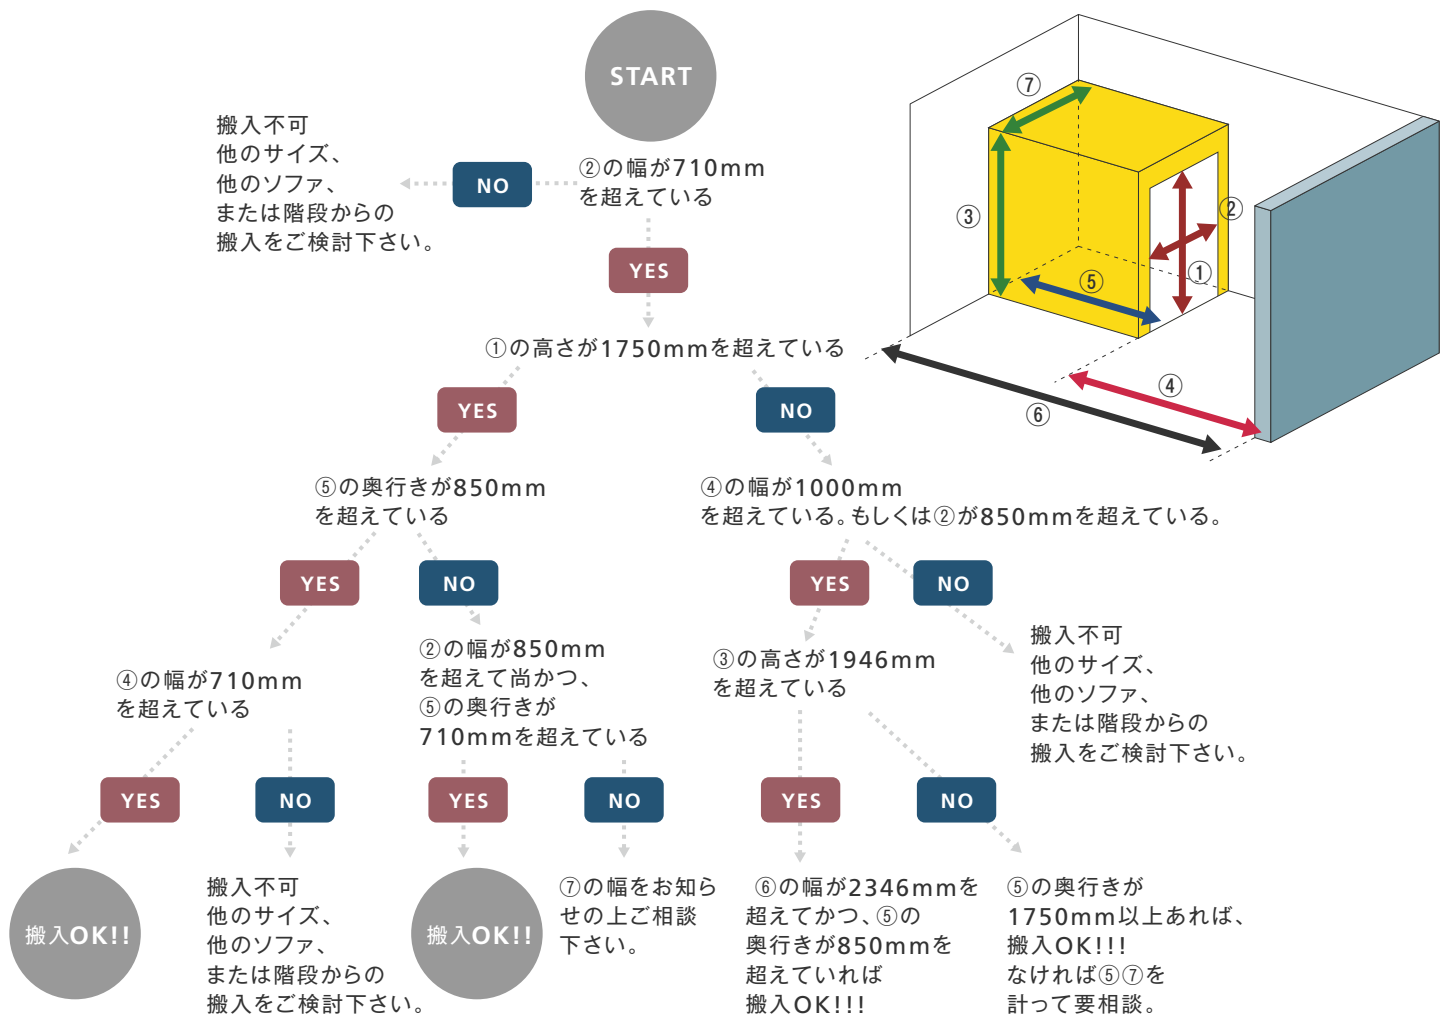 START
搬入不可
他のサイズ、
他のソファ、
または階段からの
搬入をご検討下さい。
NO
②の幅が710mm
を超えている
YES
①の高さが1750mmを超えている
YES
NO
⑤の奥行きが850mm
を超えている
④の幅が1000mm
を超えている。もしくは②が850mmを超えている。
YES
NO
YES
NO
④の幅が710mm
を超えている
②の幅が850mm
を超えて尚かつ、
⑤の奥行きが
710mmを超えている
③の高さが1946mm
を超えている
搬入不可
他のサイズ、
他のソファ、
または階段からの
搬入をご検討下さい。
YES
NO
YES
NO
YES
NO
搬入OK!!
搬入不可
他のサイズ、
他のソファ、
または階段からの
搬入をご検討下さい。
搬入OK!!
⑦の幅をお知ら
せの上ご相談
下さい。
⑥の幅が2346mmを
超えてかつ、⑤の
奥行きが850mmを
超えていれば
搬入OK!!!
⑤の奥行きが
1750mm以上あれば、
搬入OK!!!
なければ⑤⑦を
計って要相談。
⑦
③
②
①
⑤
④
⑥